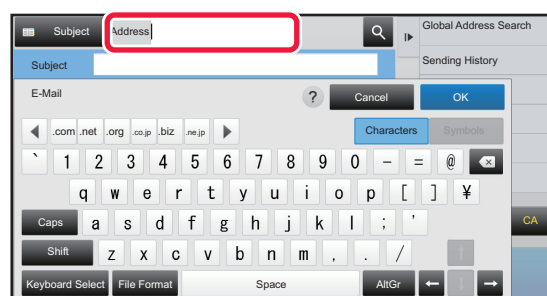 Subject Address Global Address Search
Subject Sending History
E-Mail ? Cancel OK
.com .net .org .co.jp .biz .ne.jp Characters Symbols
` 1 2 3 4 5 6 7 8 9 0 - = @
q w e r t y u i o p [ ] ¥
Caps a s d f g h j k l ; ' CA
Shift z x c v b n m , . / ↑
Keyboard Select File Format Space AltGr ← ↓ →